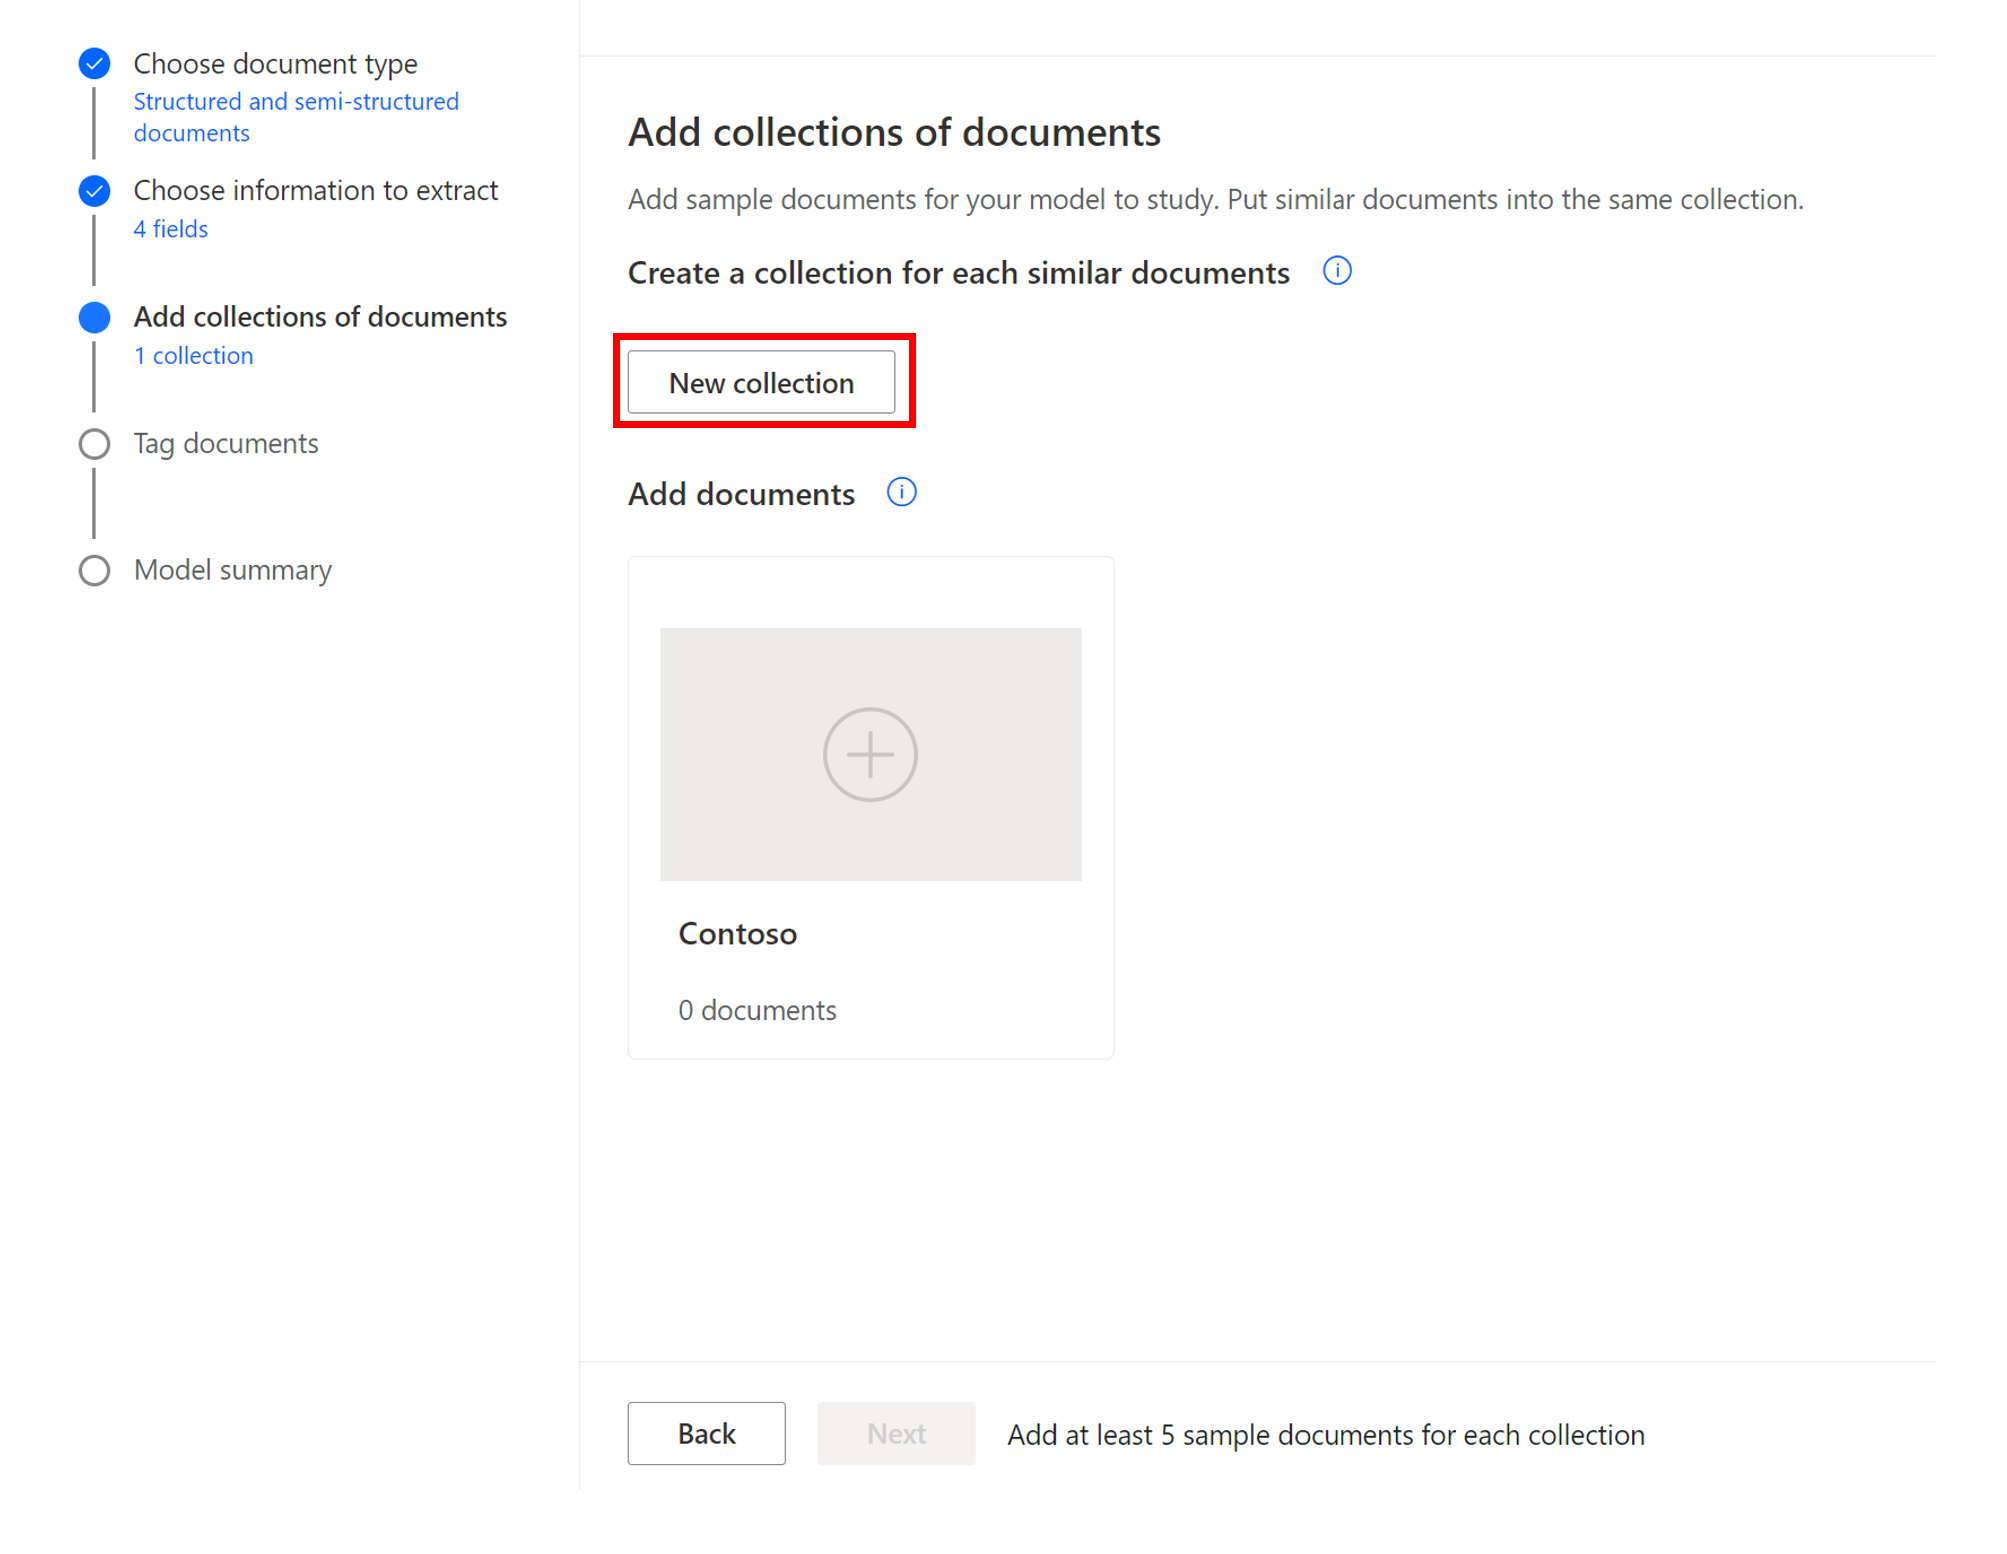 Choose document type
Structured and semi-structured
documents
Choose information to extract
4 fields
Add collections of documents
1 collection
Tag documents
Model summary
Add collections of documents
Add sample documents for your model to study. Put similar documents into the same collection.
Create a collection for each similar documents
New collection
Add documents
Contoso
0 documents
Back
Next
Add at least 5 sample documents for each collection